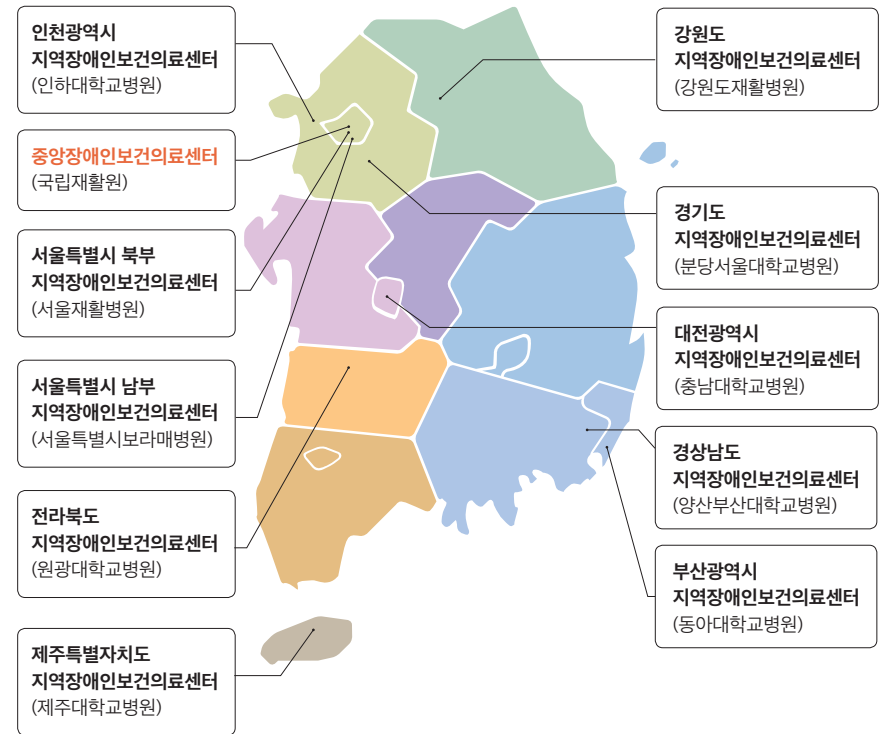 인천광역시
지역장애인보건의료센터
(인하대학교병원)
중앙장애인보건의료센터
(국립재활원)
서울특별시 북부
지역장애인보건의료센터
(서울재활병원)
서울특별시 남부
지역장애인보건의료센터
(서울특별시보라매병원)
전라북도
지역장애인보건의료센터
(원광대학교병원)
제주특별자치도
지역장애인보건의료센터
(제주대학교병원)
강원도
지역장애인보건의료센터
(강원도재활병원)
경기도
지역장애인보건의료센터
(분당서울대학교병원)
대전광역시
지역장애인보건의료센터
(충남대학교병원)
경상남도
지역장애인보건의료센터
(양산부산대학교병원)
부산광역시
지역장애인보건의료센터
(동아대학교병원)